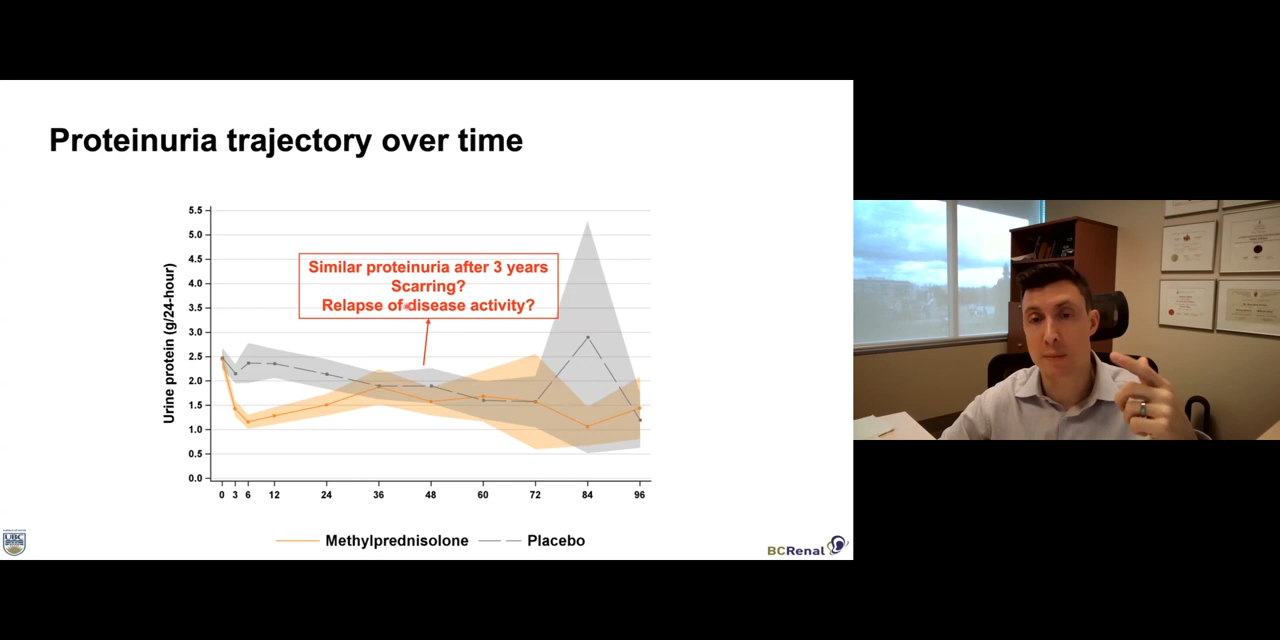 Proteinuria trajectory over time
5.5
5.0
4.5
4.0
3.5
3.0
2.5
2.0
1.5
1.0
0.5
0.0
Urine protein (g/24-hour)
Similar proteinuria after 3 years
Scarring?
Relapse of disease activity?
0 3 6 12 24 36 48 60 72 84 96
Methylprednisolone Placebo
UBC
BCRenal